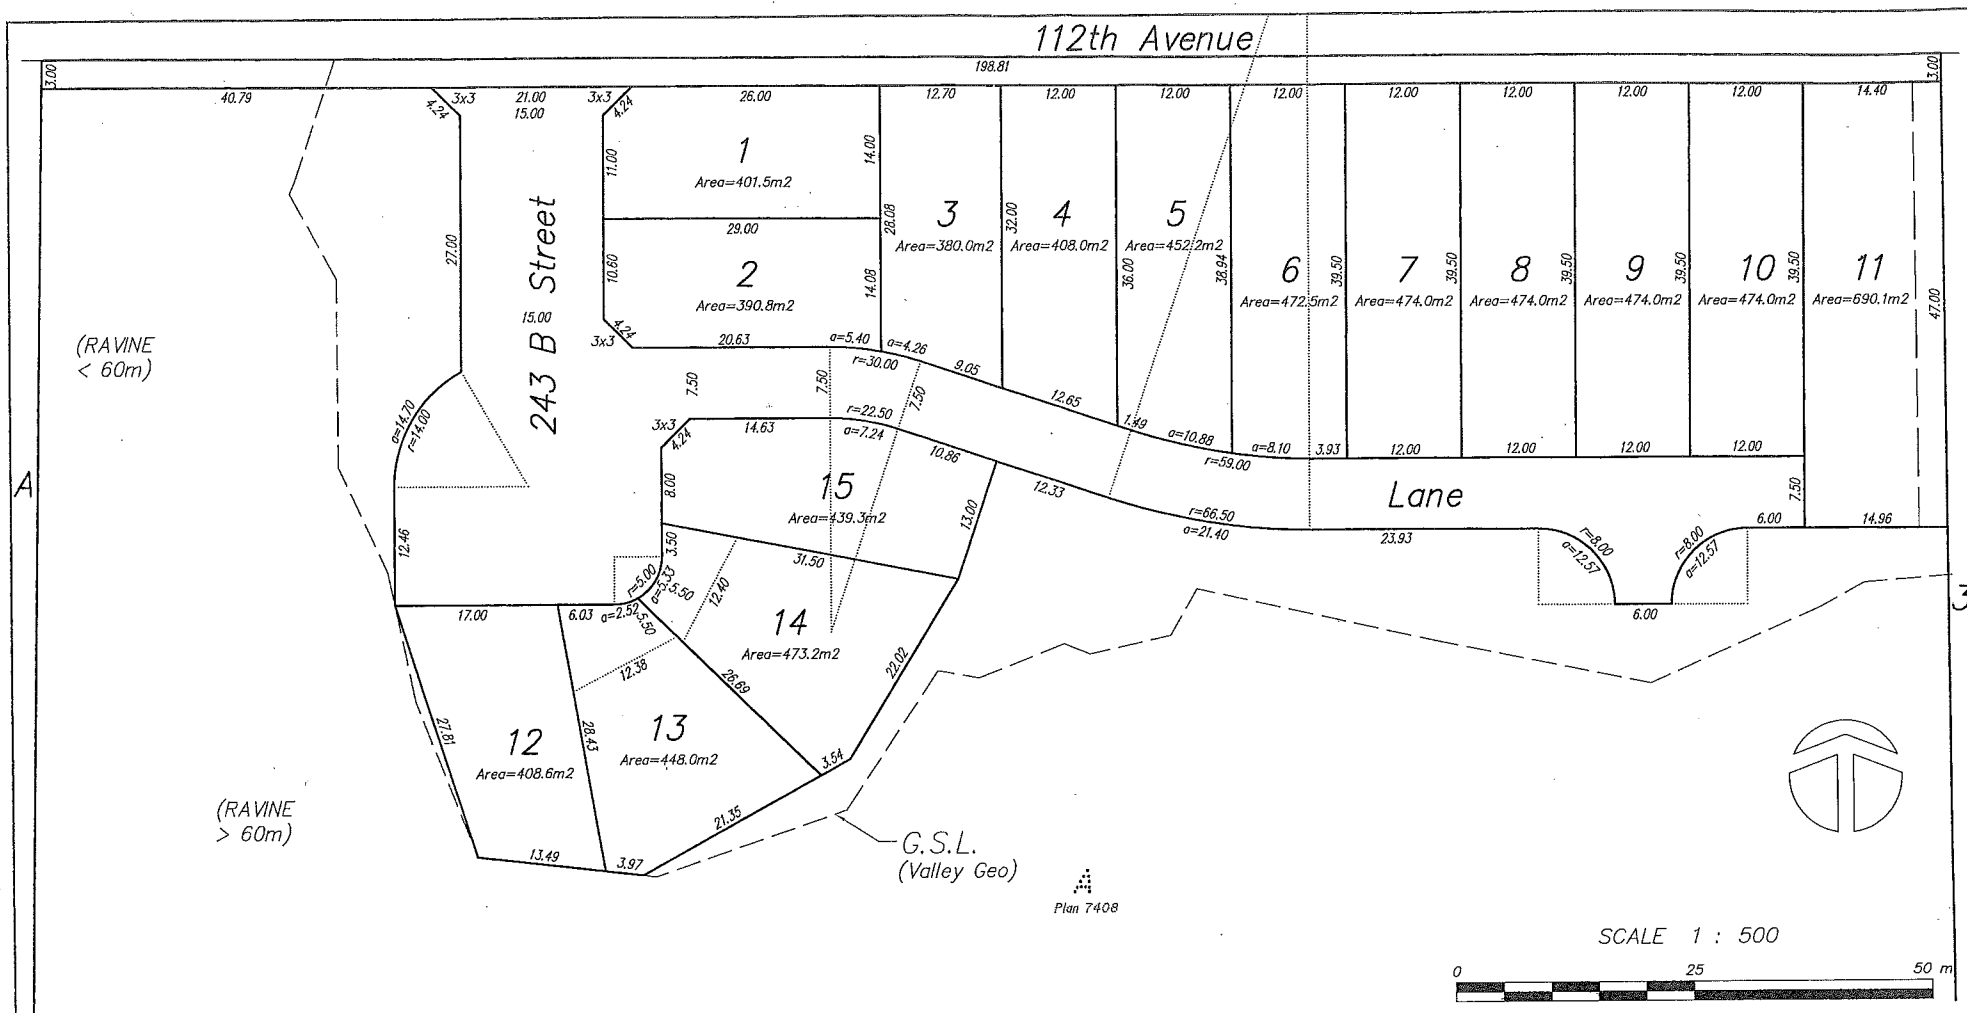 112th Avenue
3.00
198.81
3.00
40.79
4.24
3x3
21.00
15.00
3x3
4.24
26.00
12.70
12.00
12.00
12.00
12.00
12.00
12.00
12.00
14.40
11.00
1
Area=401.5m2
14.00
27.00
243 B Street
15.00
29.00
10.60
2
Area=390.8m2
14.08
28.08
3
Area=380.0m2
32.00
4
Area=408.0m2
36.00
5
Area=452.2m2
38.94
6
Area=472.5m2
39.50
7
Area=474.0m2
39.50
8
Area=474.0m2
39.50
9
Area=474.0m2
39.50
10
Area=474.0m2
39.50
11
Area=690.1m2
47.00
(RAVINE
< 60m)
3x3
4.24
20.63
a=5.40
r=30.00
a=4.26
9.05
12.65
1.49
a=10.88
r=59.00
a=8.10
3.93
12.00
12.00
12.00
12.00
7.50
7.50
7.50
a=14.70
r=14.00
3x3
4.24
14.63
r=22.50
a=7.24
10.86
12.33
A
12.46
8.00
15
Area=439.3m2
13.00
r=66.50
a=21.40
Lane
23.93
7.50
6.00
14.96
r=8.00
a=12.57
r=8.00
a=12.57
6.00
3
3.50
31.50
r=5.00
a=5.33
5.50
12.40
17.00
6.03
a=2.52
5.50
12.38
14
Area=473.2m2
22.02
26.69
3.54
27.81
12
Area=408.6m2
28.43
13
Area=448.0m2
21.35
13.49
3.97
(RAVINE
> 60m)
G.S.L.
(Valley Geo)
A
Plan 7408
SCALE 1 : 500
0 25 50 m